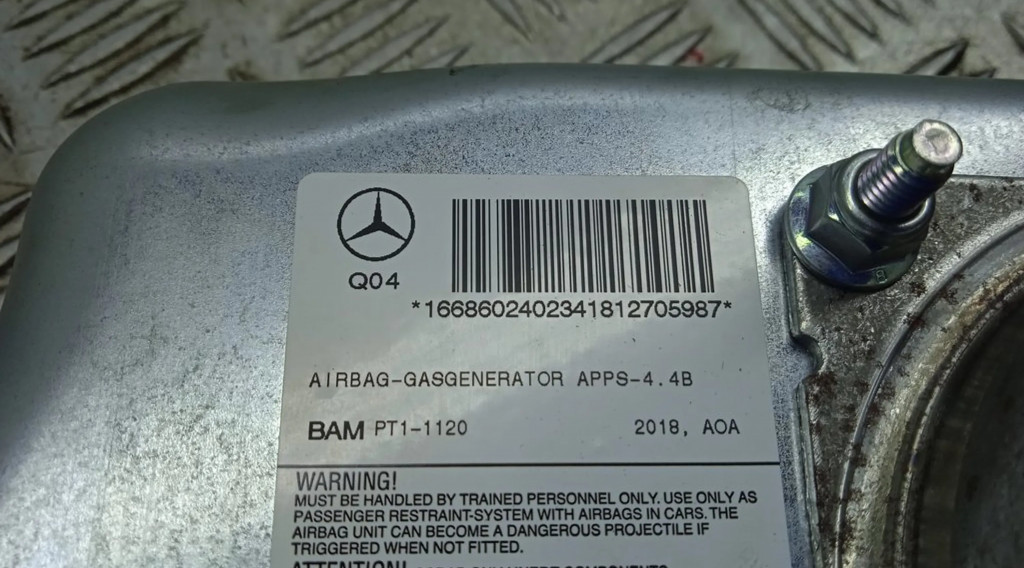 Q04
*1668602402341812705987*
AIRBAG-GASGENERATOR APPS-4.4B
BAM PT1-1120 2018, AOA
WARNING!
MUST BE HANDLED BY TRAINED PERSONNEL ONLY. USE ONLY AS
PASSENGER RESTRAINT-SYSTEM WITH AIRBAGS IN CARS. THE
AIRBAG UNIT CAN BECOME A DANGEROUS PROJECTILE IF
TRIGGERED WHEN NOT FITTED.
ATTENTION!